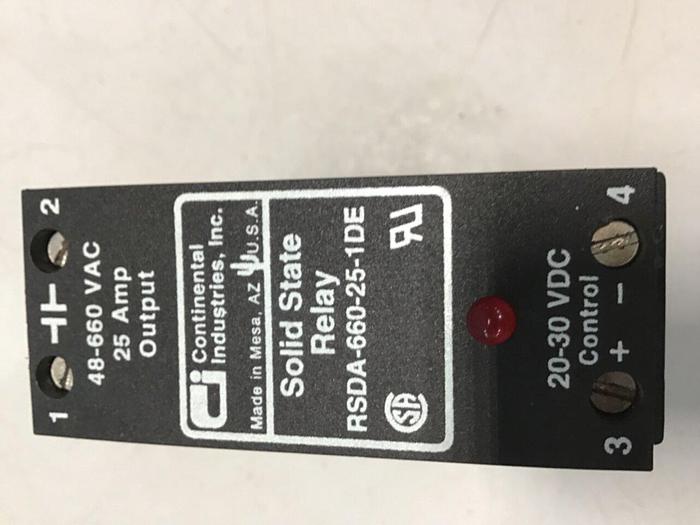 1 2
48-660 VAC
25 Amp
Output
Continental
Industries, Inc.
Made in Mesa, AZ U.S.A.
Solid State
Relay
RSDA-660-25-1DE
20-30 VDC
Control
+ −
3 4